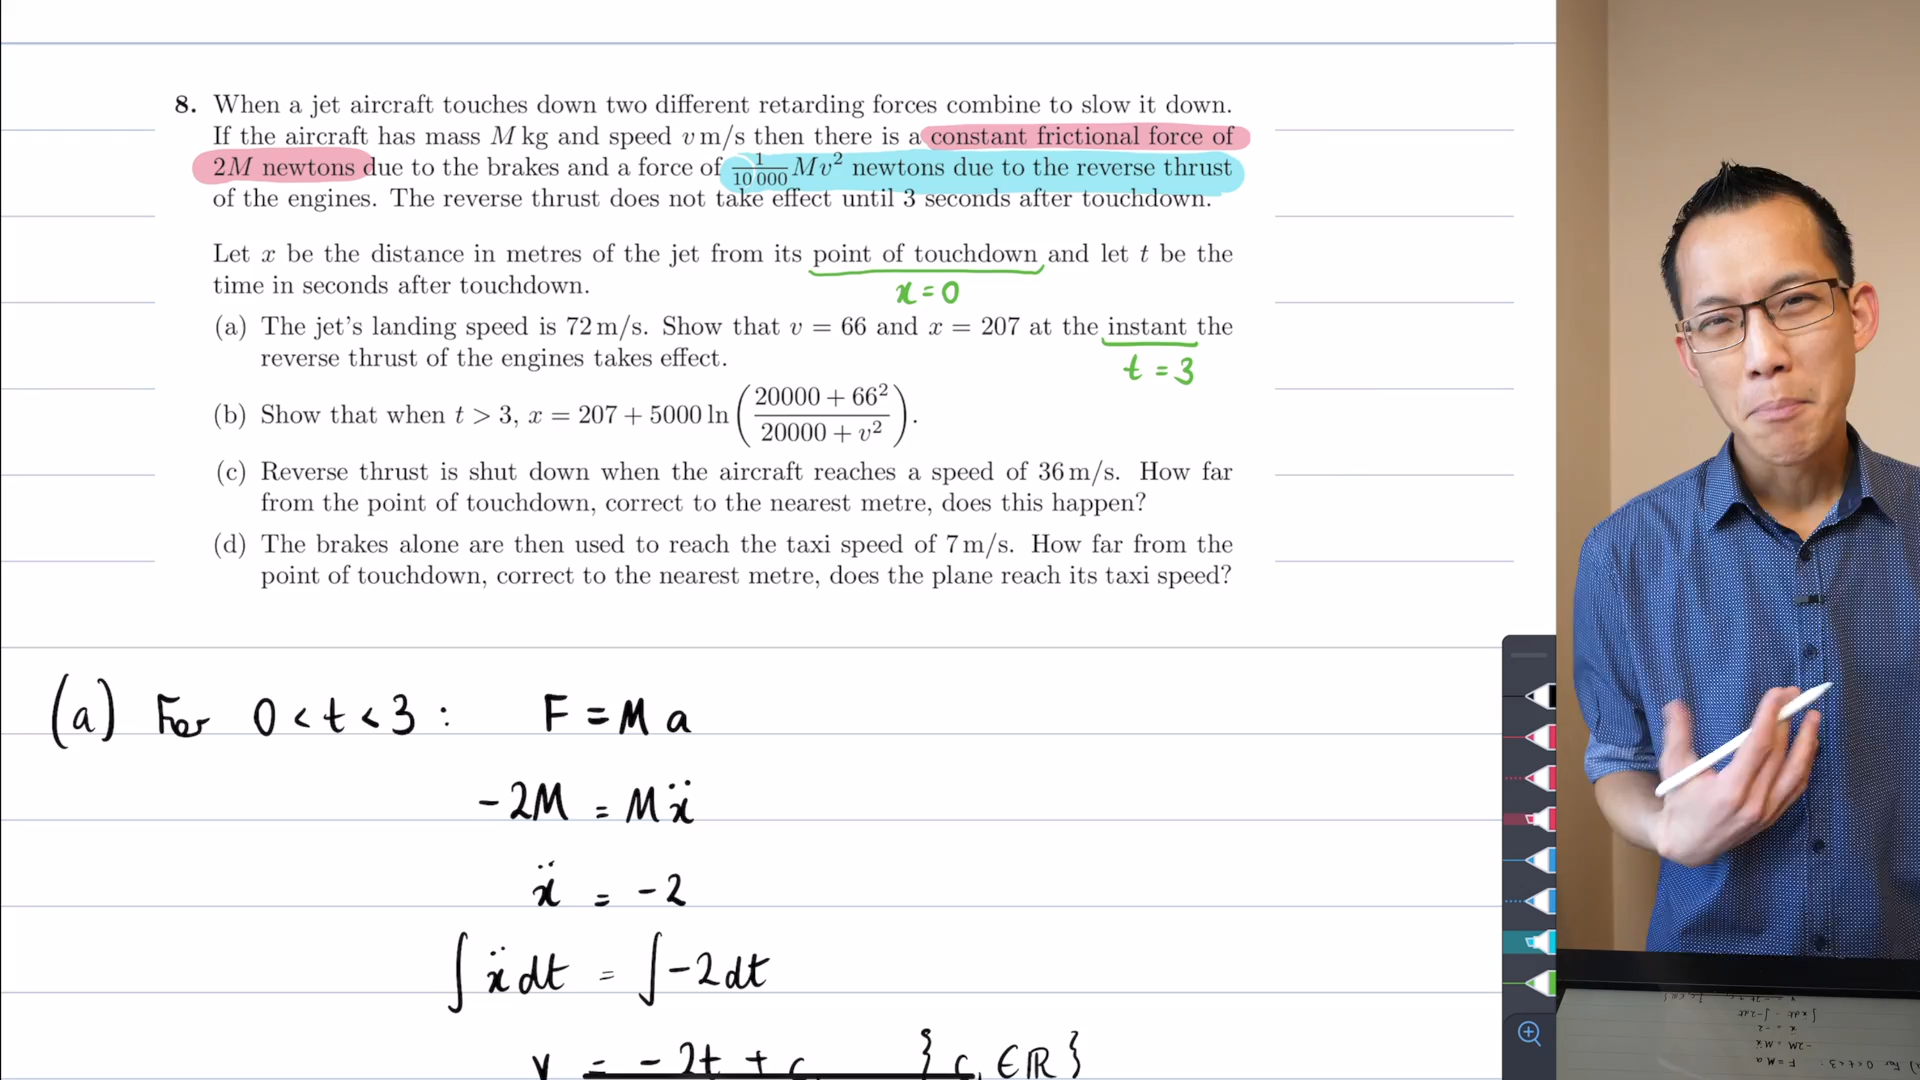 8. When a jet aircraft touches down two different retarding forces combine to slow it down.
If the aircraft has mass M kg and speed v m/s then there is a constant frictional force of
2M newtons due to the brakes and a force of 1/10 000 Mv² newtons due to the reverse thrust
of the engines. The reverse thrust does not take effect until 3 seconds after touchdown.
Let x be the distance in metres of the jet from its point of touchdown and let t be the
time in seconds after touchdown.
x = 0
(a) The jet's landing speed is 72 m/s. Show that v = 66 and x = 207 at the instant the
reverse thrust of the engines takes effect.
t = 3
(b) Show that when t > 3, x = 207 + 5000 ln ( (20000 + 66²) / (20000 + v²) ).
(c) Reverse thrust is shut down when the aircraft reaches a speed of 36 m/s. How far
from the point of touchdown, correct to the nearest metre, does this happen?
(d) The brakes alone are then used to reach the taxi speed of 7 m/s. How far from the
point of touchdown, correct to the nearest metre, does the plane reach its taxi speed?
(a) For 0 < t < 3 : F = M a
-2M = Mẍ
ẍ = -2
∫ ẍ dt = ∫ -2 dt
v = -2t + c₁ } c₁ ∈ ℝ }